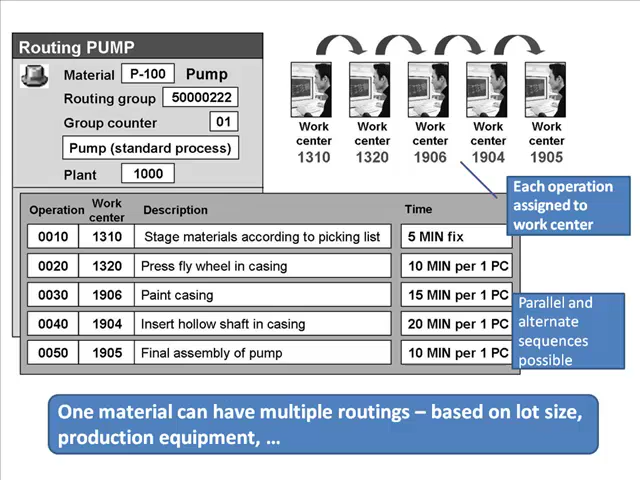 Routing PUMP
Material P-100 Pump
Routing group 50000222
Group counter 01
Pump (standard process)
Plant 1000
Work center 1310
Work center 1320
Work center 1906
Work center 1904
Work center 1905
Each operation
assigned to
work center
Operation Work center Description Time
0010 1310 Stage materials according to picking list 5 MIN fix
0020 1320 Press fly wheel in casing 10 MIN per 1 PC
0030 1906 Paint casing 15 MIN per 1 PC
0040 1904 Insert hollow shaft in casing 20 MIN per 1 PC
0050 1905 Final assembly of pump 10 MIN per 1 PC
Parallel and
alternate
sequences
possible
One material can have multiple routings – based on lot size,
production equipment, …